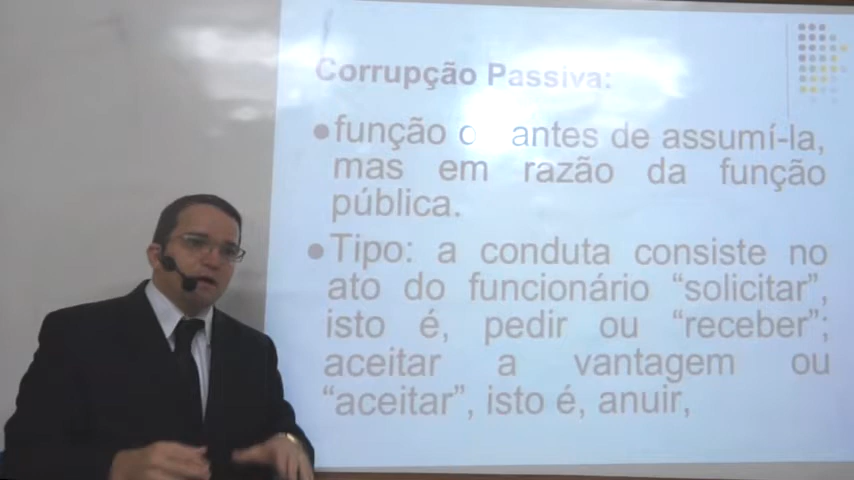 Corrupção Passiva:
●função antes de assumí-la,
mas em razão da função
pública.
●Tipo: a conduta consiste no
ato do funcionário “solicitar”,
isto é, pedir ou “receber”;
aceitar a vantagem ou
“aceitar”, isto é, anuir,